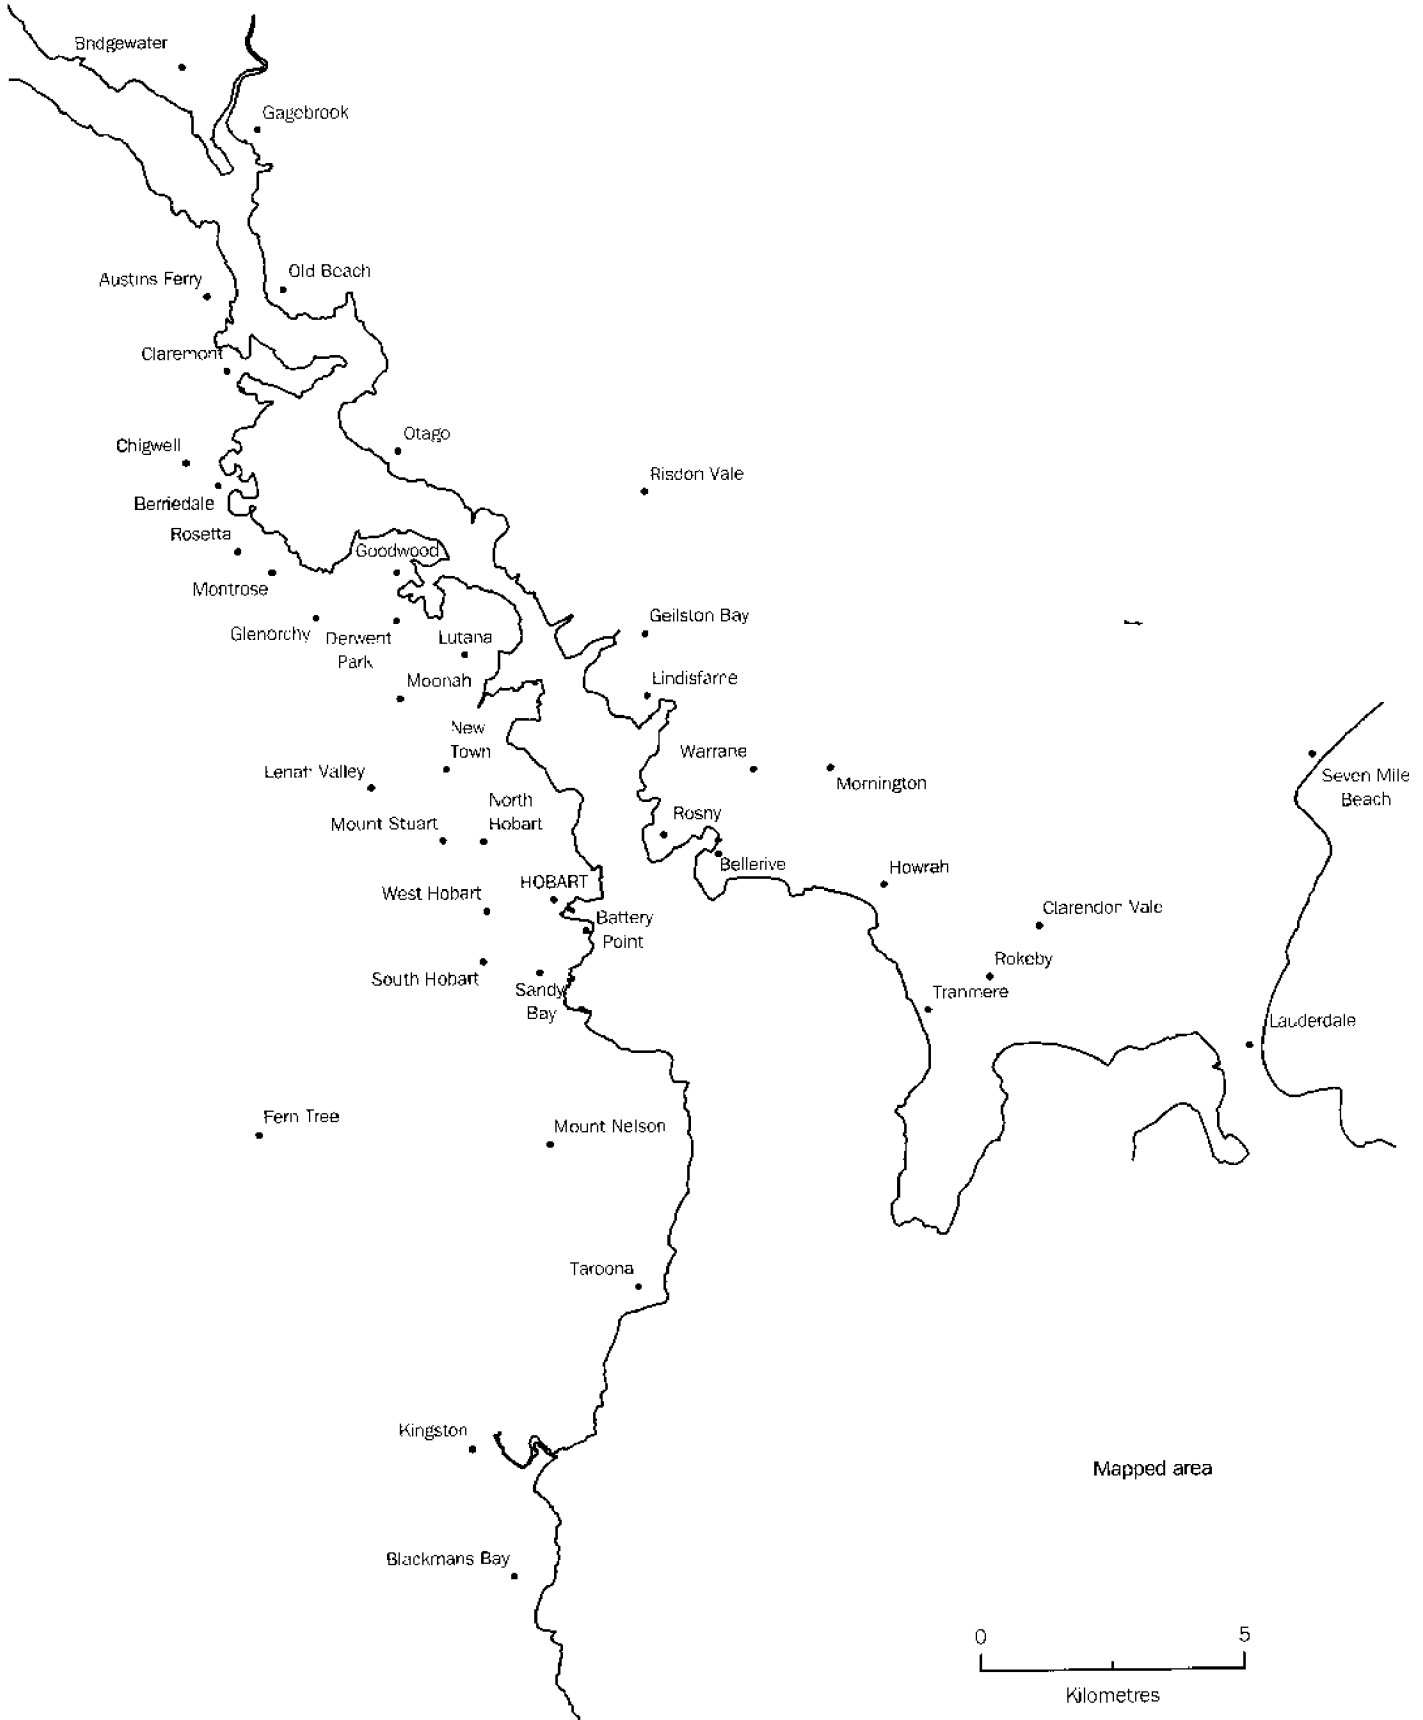 Bridgewater
Gagebrook
Old Beach
Austins Ferry
Claremont
Otago
Chigwell
Risdon Vale
Berriedale
Rosetta
Goodwood
Montrose
Geilston Bay
Glenorchy
Derwent
Park
Lutana
Moonah
Lindisfarne
New
Town
Warrane
Lenah Valley
Mornington
Seven Mile
Beach
North
Hobart
Mount Stuart
Rosny
Bellerive
Howrah
HOBART
West Hobart
Battery
Point
Clarendon Vale
Rokeby
South Hobart
Sandy
Bay
Tranmere
Lauderdale
Fern Tree
Mount Nelson
Taroona
Kingston
Mapped area
Blackmans Bay
0 5
Kilometres